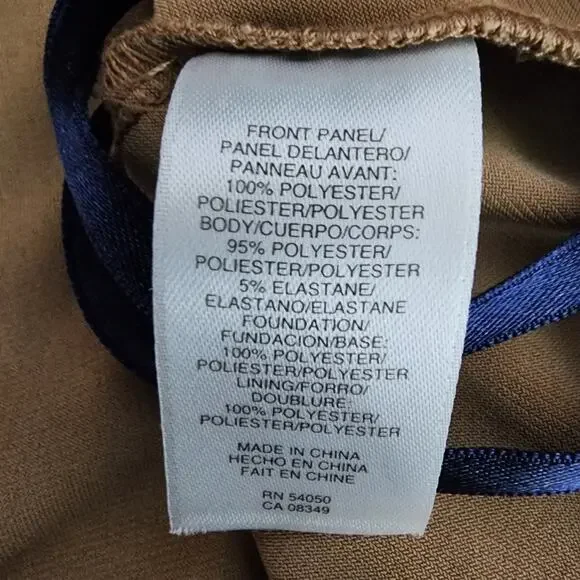 FRONT PANEL/
PANEL DELANTERO/
PANNEAU AVANT:
100% POLYESTER/
POLIESTER/POLYESTER
BODY/CUERPO/CORPS:
95% POLYESTER/
POLIESTER/POLYESTER
5% ELASTANE/
ELASTANO/ELASTANE
FOUNDATION/
FUNDACION/BASE:
100% POLYESTER/
POLIESTER/POLYESTER
LINING/FORRO/
DOUBLURE:
100% POLYESTER/
POLIESTER/POLYESTER
MADE IN CHINA
HECHO EN CHINA
FAIT EN CHINE
RN 54050
CA 08349